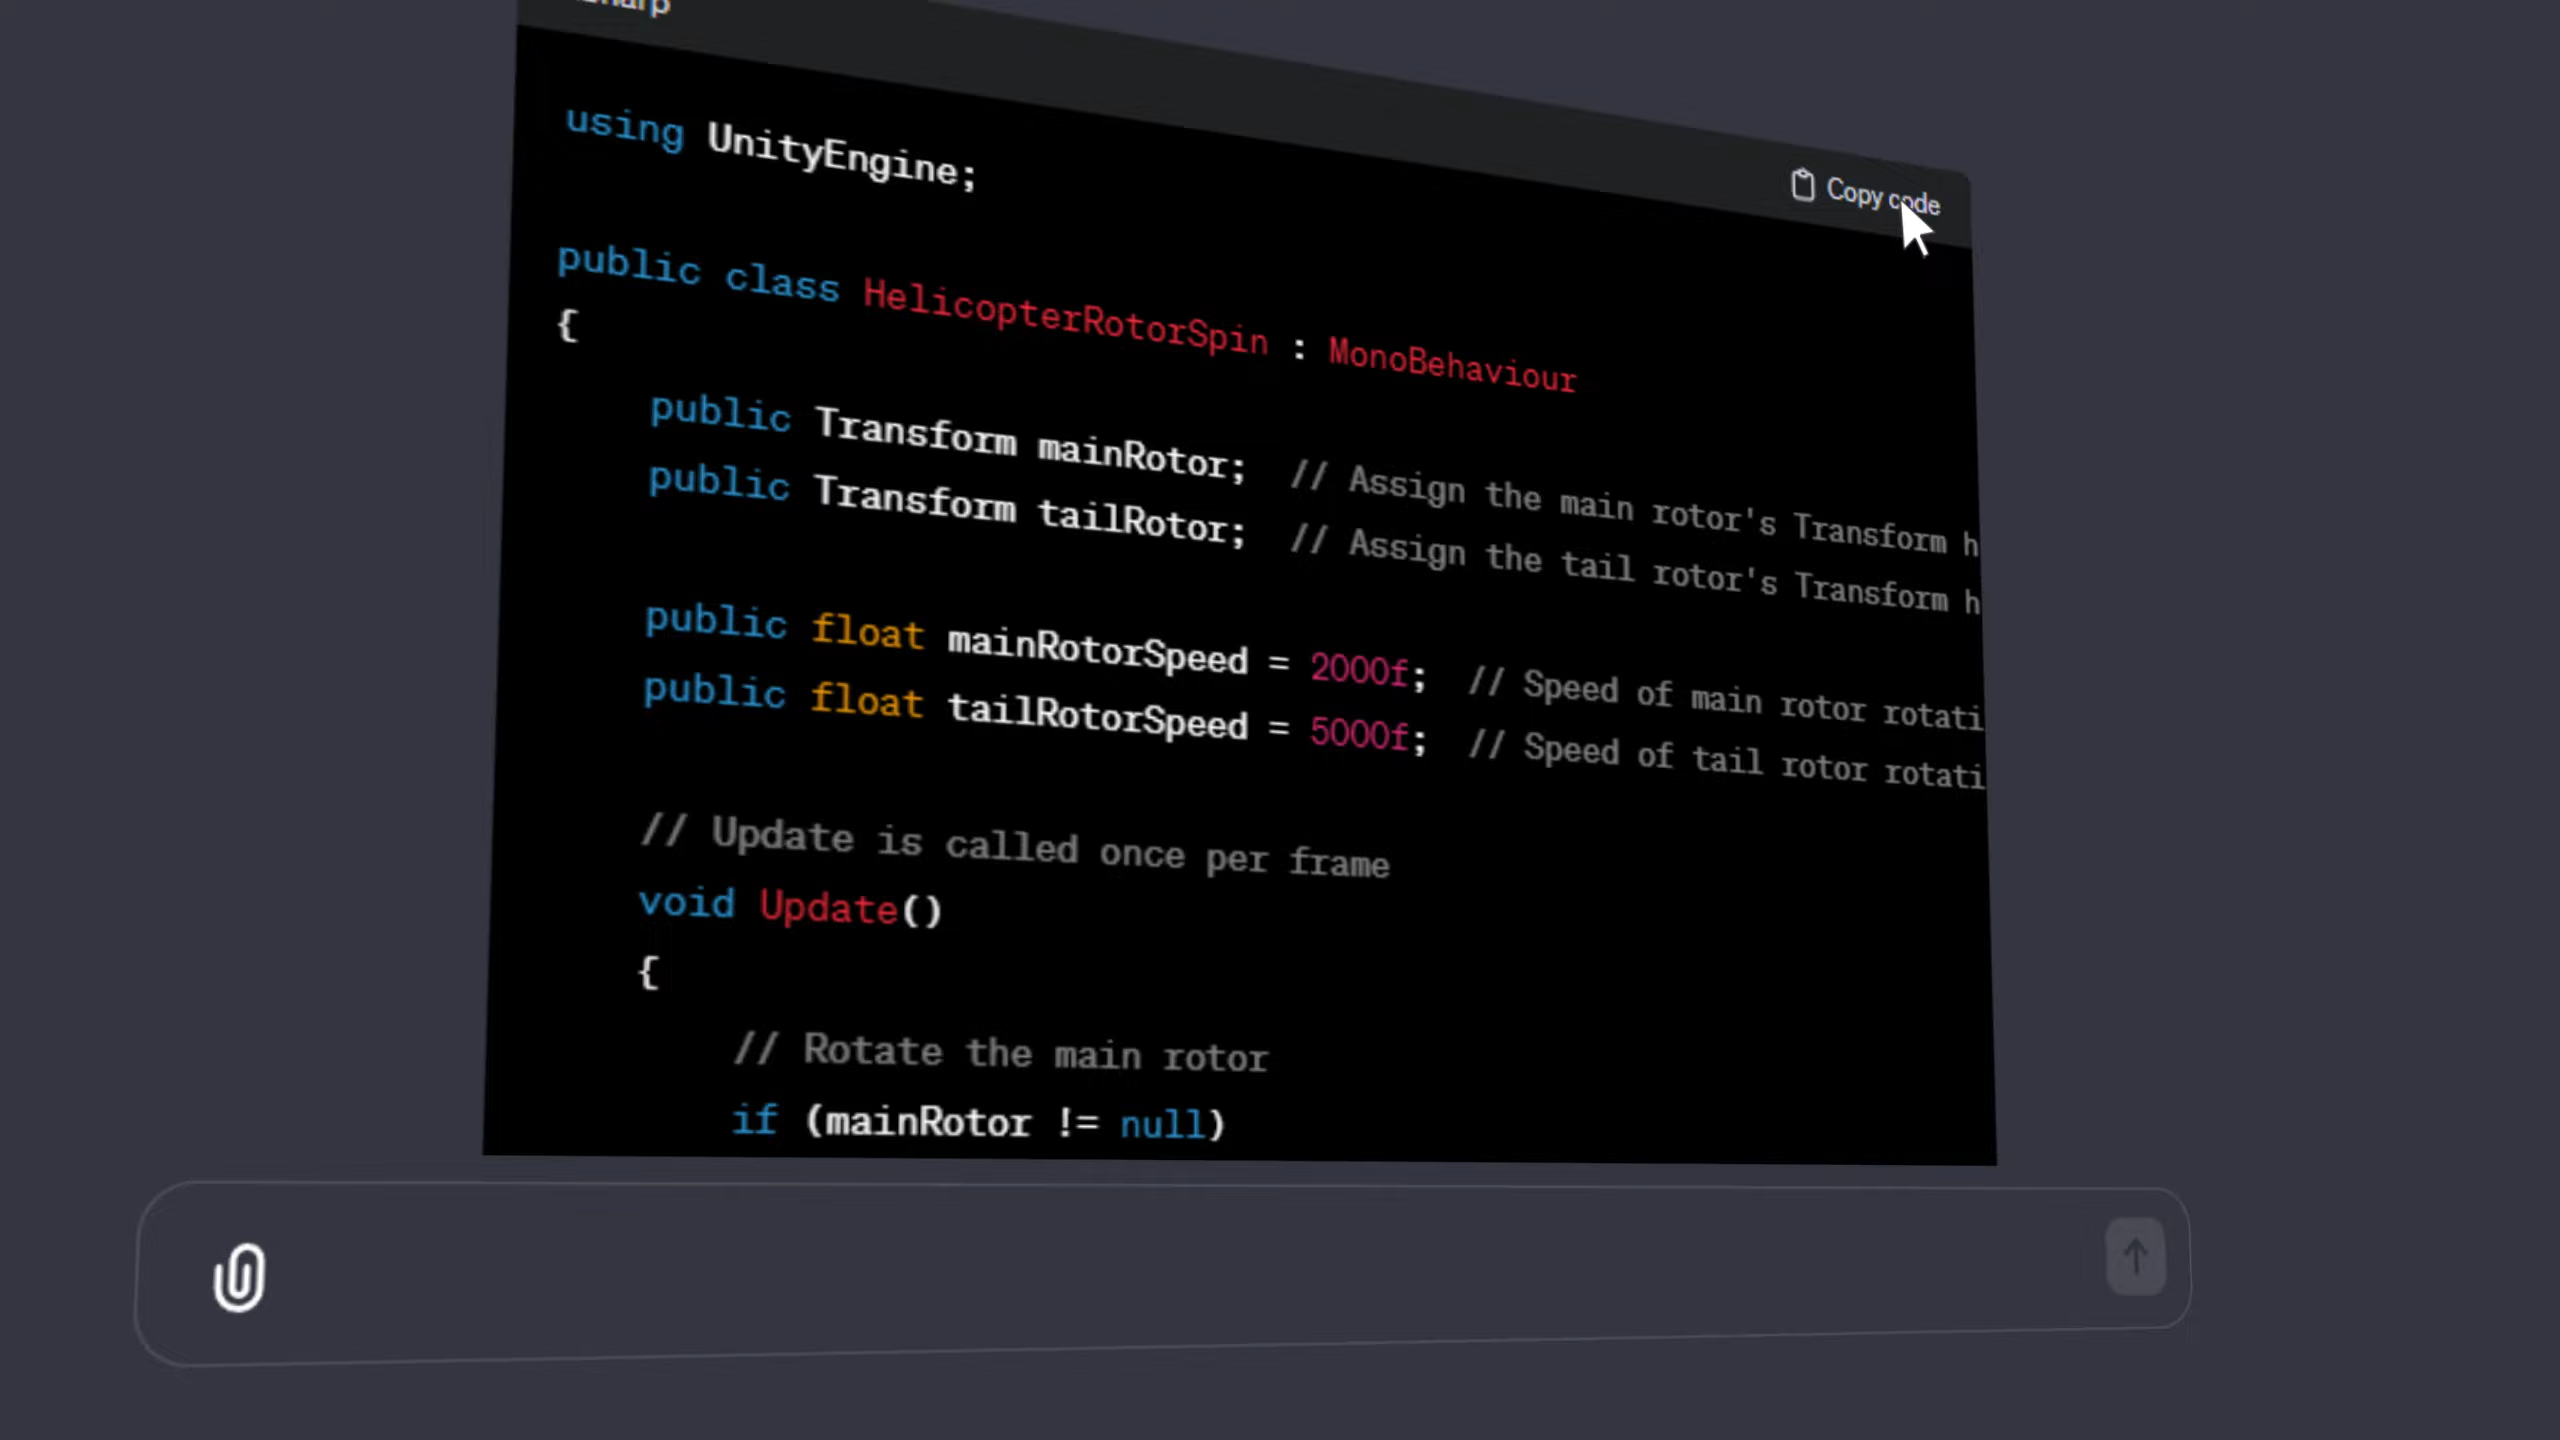 using UnityEngine;
Copy code
public class HelicopterRotorSpin : MonoBehaviour
{
public Transform mainRotor; // Assign the main rotor's Transform h
public Transform tailRotor; // Assign the tail rotor's Transform h
public float mainRotorSpeed = 2000f; // Speed of main rotor rotati
public float tailRotorSpeed = 5000f; // Speed of tail rotor rotati
// Update is called once per frame
void Update()
{
// Rotate the main rotor
if (mainRotor != null)